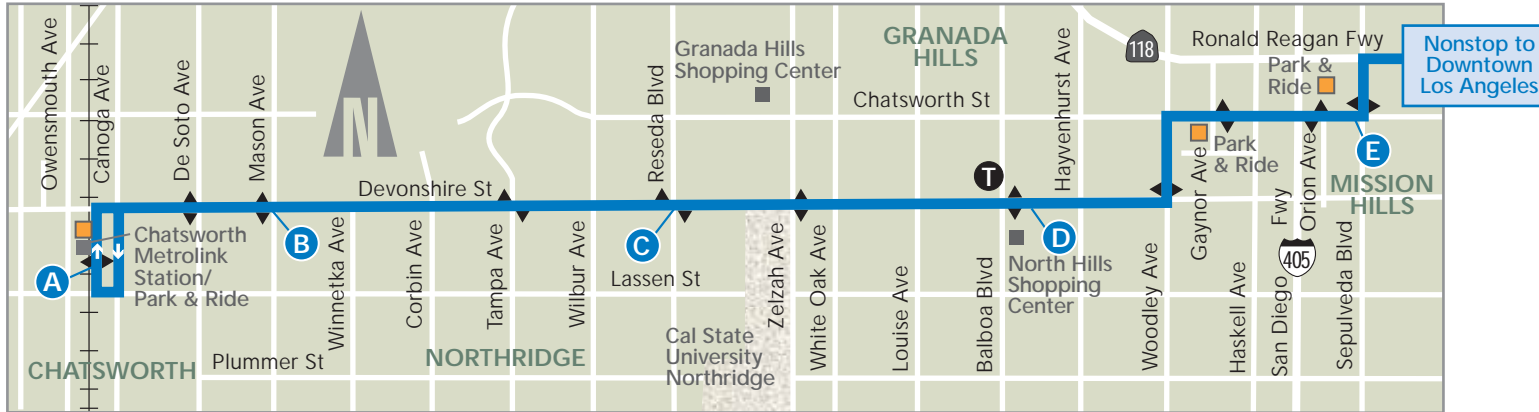 Owensmouth Ave
Canoga Ave
De Soto Ave
Mason Ave
N
Granada Hills
Shopping Center
Reseda Blvd
GRANADA
HILLS
Hayvenhurst Ave
118
Ronald Reagan Fwy
Park &
Ride
Nonstop to
Downtown
Los Angeles
Chatsworth St
Devonshire St
T
Gaynor Ave
Park
& Ride
Orion Ave
E
MISSION
HILLS
A
Chatsworth
Metrolink
Station/
Park & Ride
B
C
D
Winnetka Ave
Corbin Ave
Tampa Ave
Wilbur Ave
Lassen St
Zelzah Ave
White Oak Ave
Louise Ave
Balboa Blvd
North Hills
Shopping
Center
Woodley Ave
Haskell Ave
San Diego Fwy
405
Sepulveda Blvd
CHATSWORTH
Plummer St
NORTHRIDGE
Cal State
University
Northridge